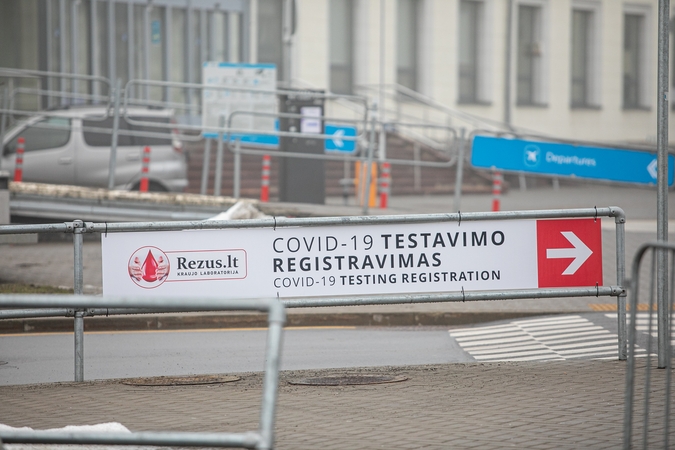 Departures
Rezus.lt
KRAUJO LABORATORIJA
COVID-19 TESTAVIMO
REGISTRAVIMAS
COVID-19 TESTING REGISTRATION